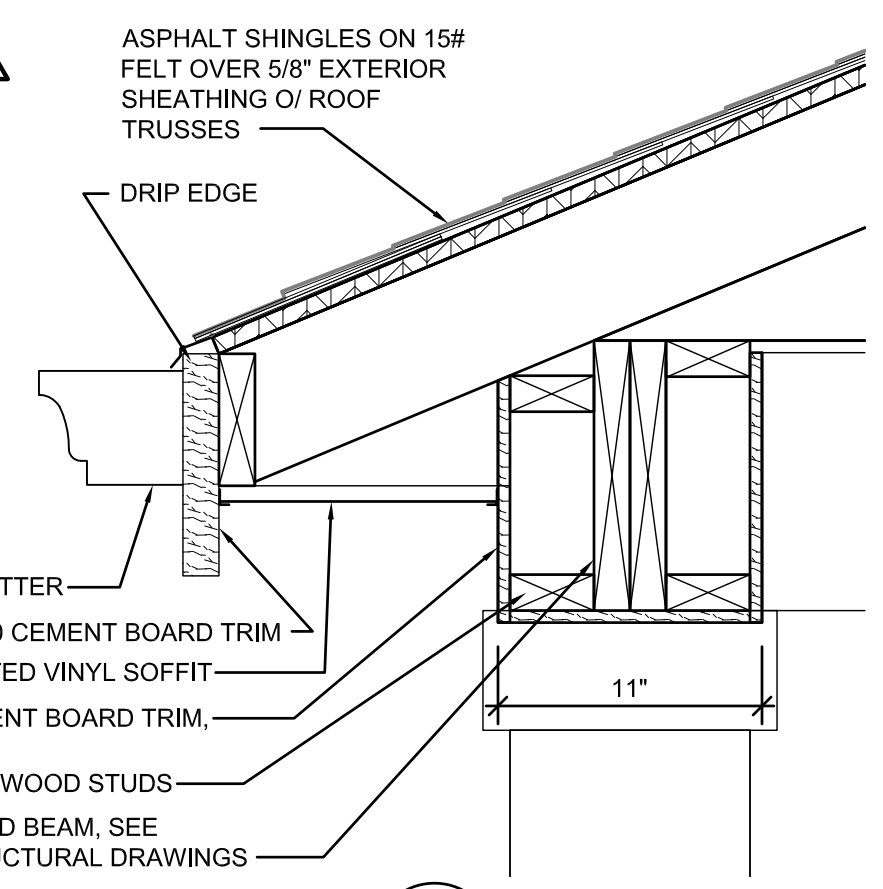 ASPHALT SHINGLES ON 15#
FELT OVER 5/8" EXTERIOR
SHEATHING O/ ROOF
TRUSSES
DRIP EDGE
TTER
CEMENT BOARD TRIM
TED VINYL SOFFIT
ENT BOARD TRIM,
11"
WOOD STUDS
D BEAM, SEE
UCTURAL DRAWINGS